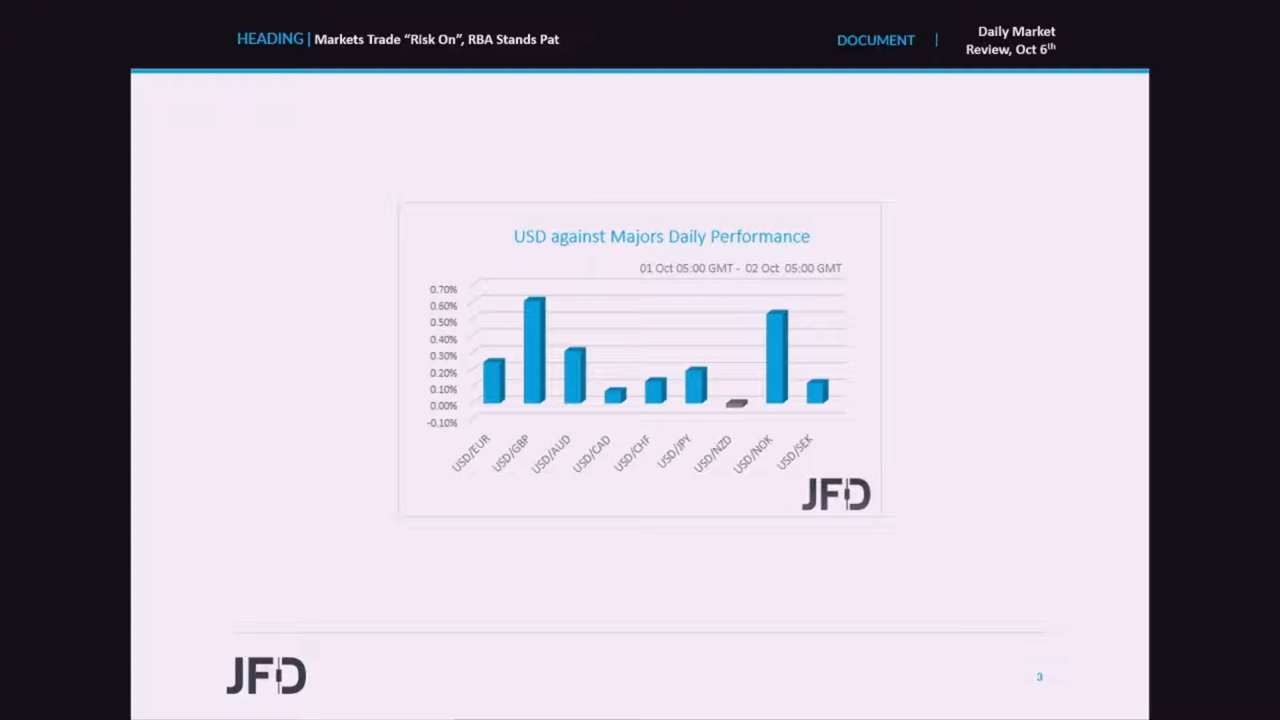 HEADING | Markets Trade “Risk On”, RBA Stands Pat
DOCUMENT |
Daily Market
Review, Oct 6th
USD against Majors Daily Performance
01 Oct 05:00 GMT - 02 Oct 05:00 GMT
0.70%
0.60%
0.50%
0.40%
0.30%
0.20%
0.10%
0.00%
-0.10%
USD/EUR
USD/GBP
USD/AUD
USD/CAD
USD/CHF
USD/JPY
USD/NZD
USD/NOK
USD/SEK
JFD
JFD
3